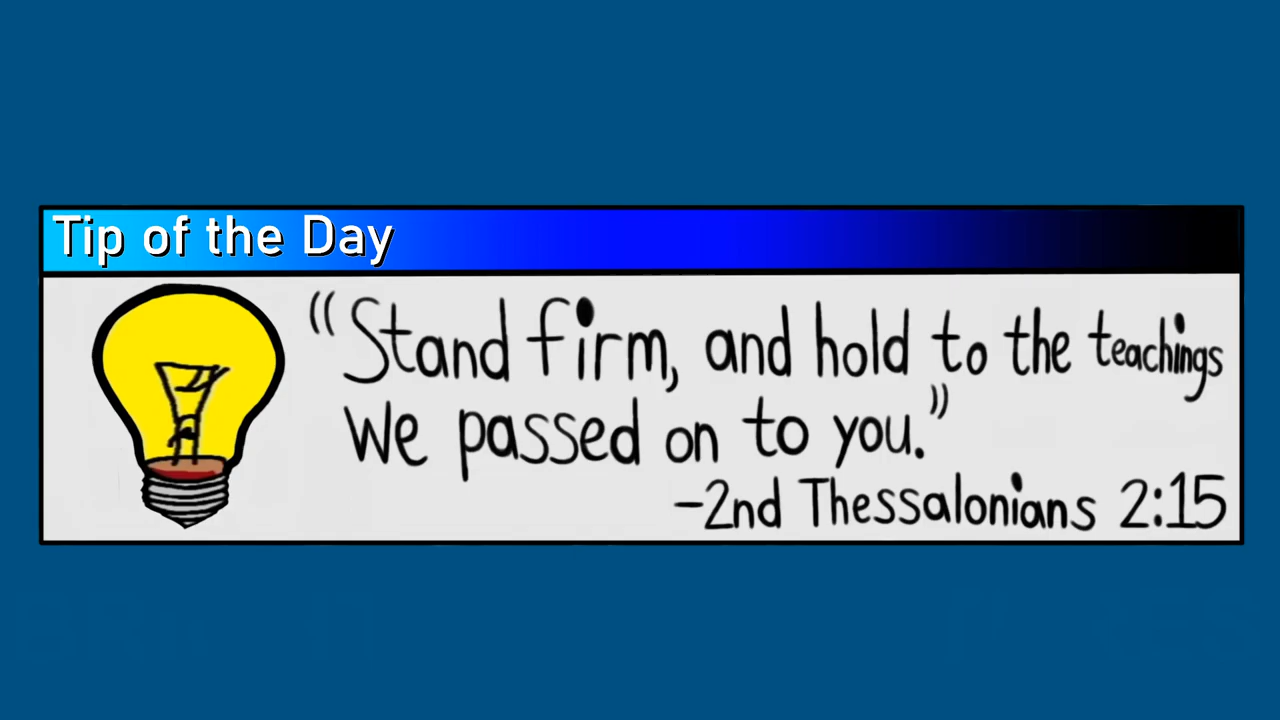 Tip of the Day
"Stand firm, and hold to the teachings
We passed on to you."
-2nd Thessalonians 2:15